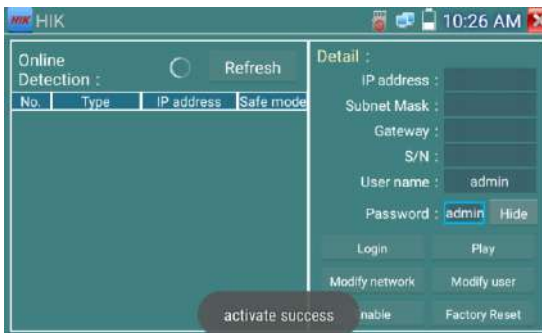 HIK HIK
10:26 AM
Online
Detection :
Refresh
No. Type IP address Safe mode
Detail :
IP address :
Subnet Mask :
Gateway :
S/N :
User name : admin
Password : admin Hide
Login Play
Modify network Modify user
nable Factory Reset
activate success